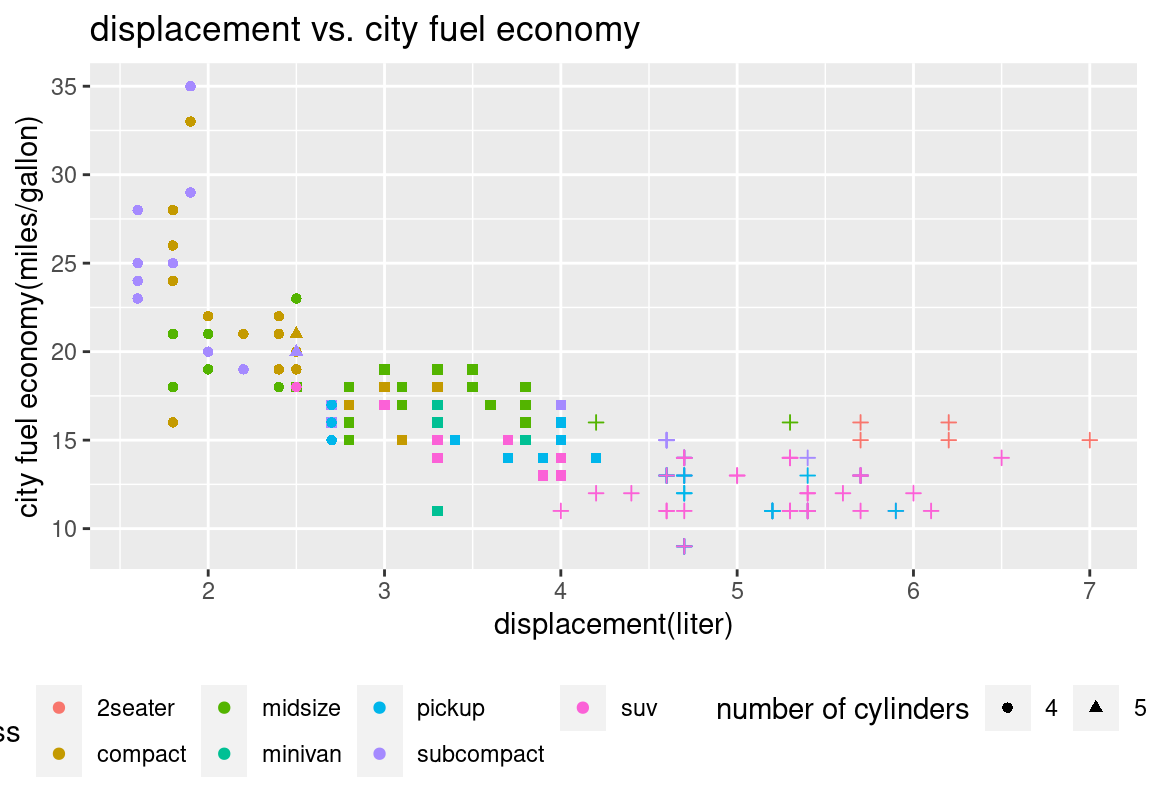 displacement vs. city fuel economy
city fuel economy(miles/gallon)
35
30
25
20
15
10
2 3 4 5 6 7
displacement(liter)
ss
2seater midsize pickup suv number of cylinders 4 5
compact minivan subcompact